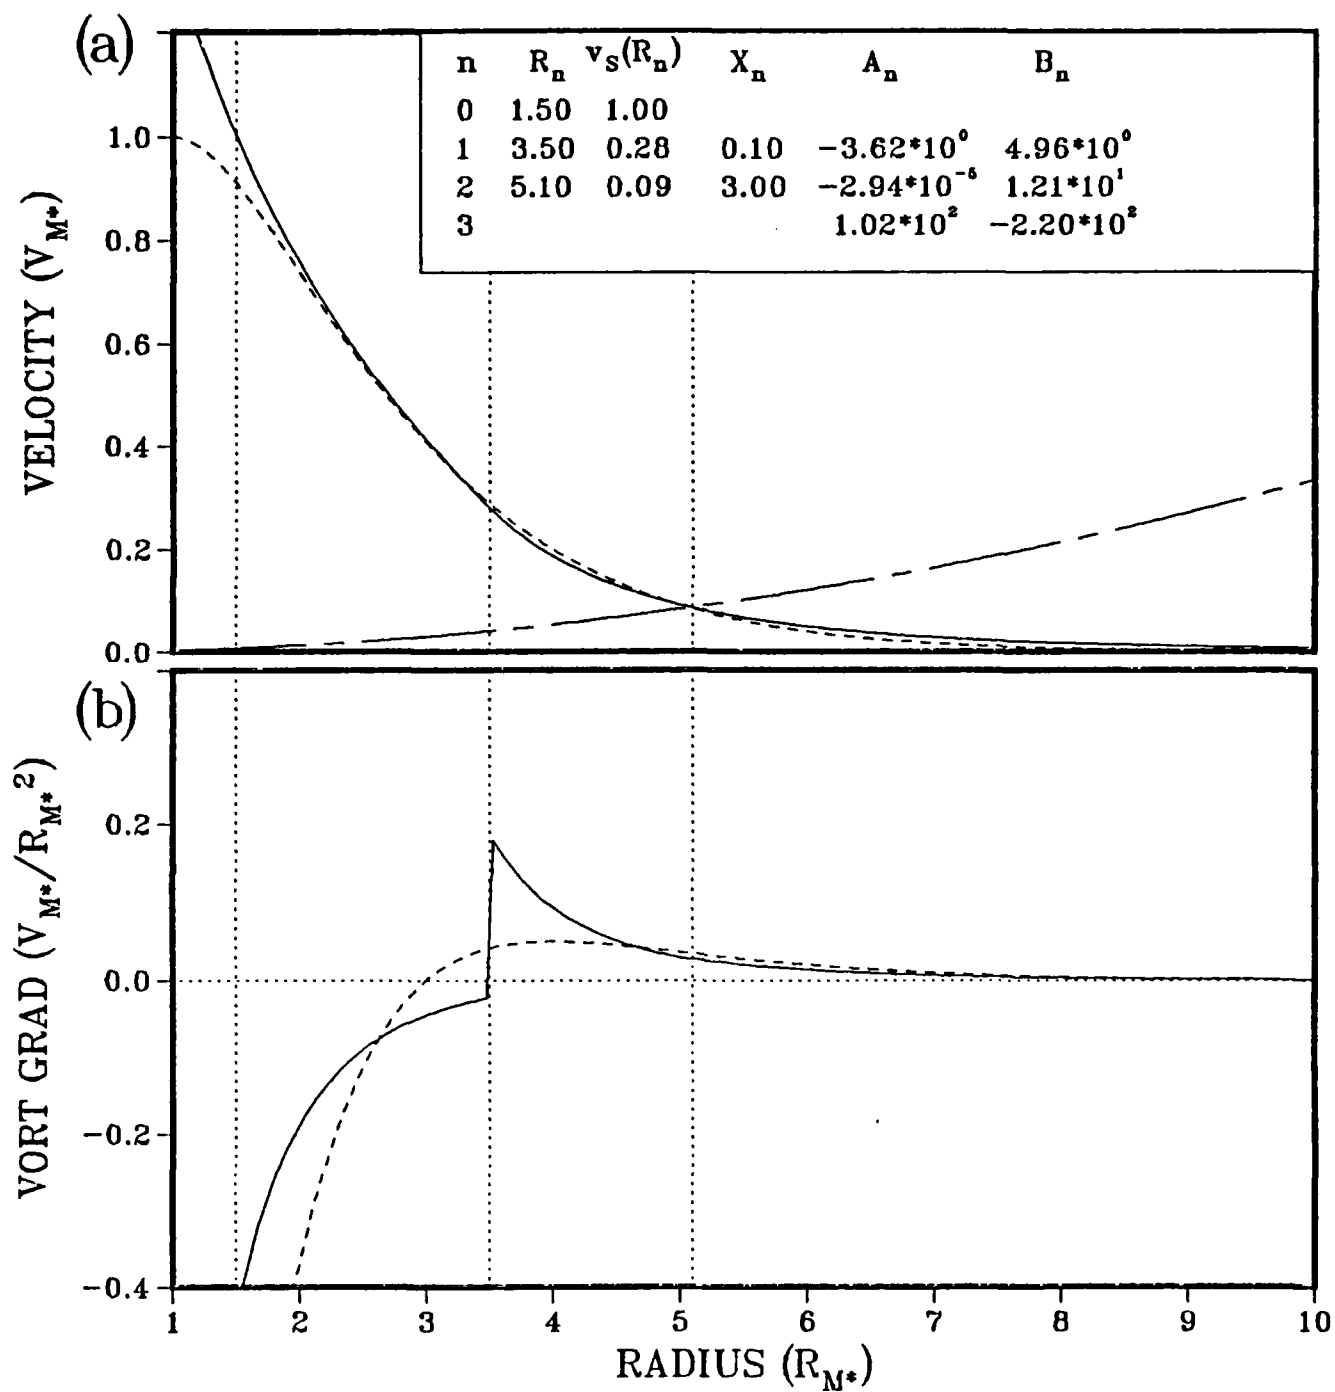 (a)
n R_n v_S(R_n) X_n A_n B_n
0 1.50 1.00
1 3.50 0.28 0.10 −3.62*10^0 4.96*10^0
2 5.10 0.09 3.00 −2.94*10^-5 1.21*10^1
3 1.02*10^2 −2.20*10^2
VELOCITY (V_M*)
1.0
0.8
0.6
0.4
0.2
0.0
(b)
VORT GRAD (V_M*/R_M*^2)
0.2
0.0
−0.2
−0.4
1 2 3 4 5 6 7 8 9 10
RADIUS (R_M*)